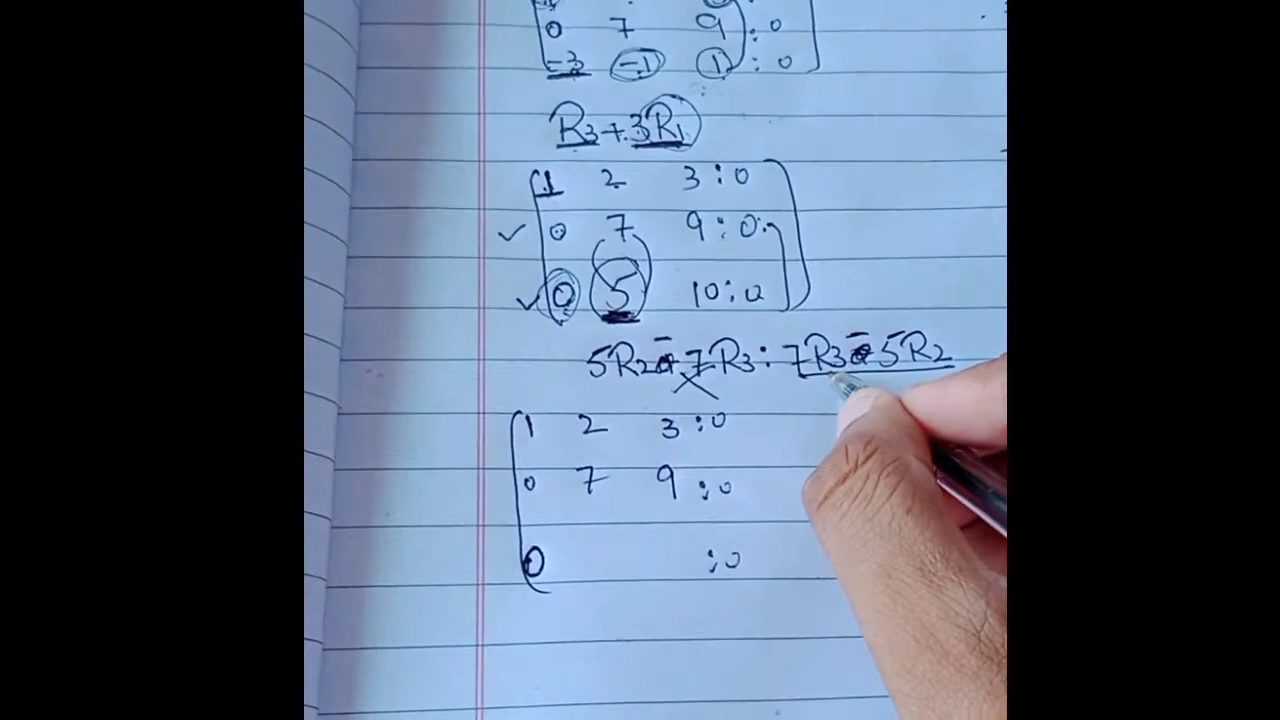 0 7 9 : 0
-3 -1 1 : 0
R3 + 3R1
1 2 3 : 0
0 7 9 : 0
0 5 10 : 0
5R2 - 7R3 : 7R3 - 5R2
1 2 3 : 0
0 7 9 : 0
0 : 0